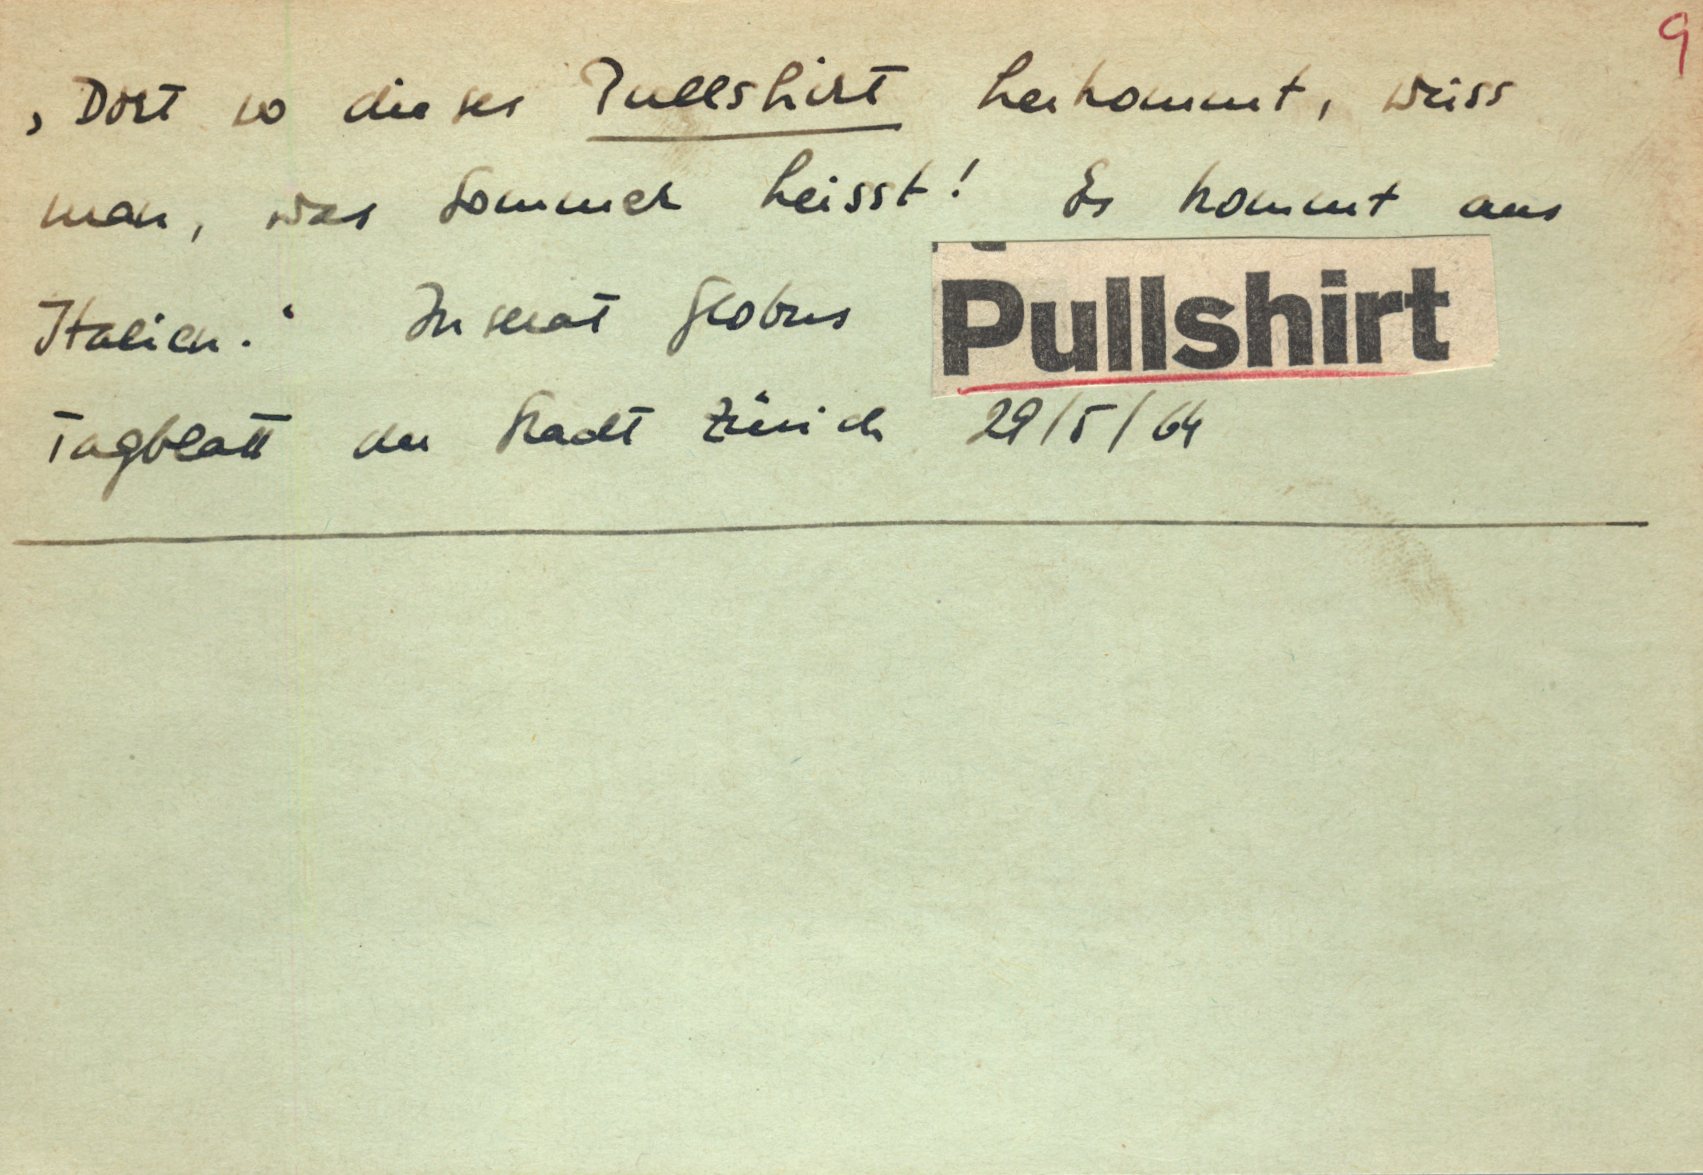 9
‚Dort wo dieses Pullshirt herkommt, weiss
man, was Sommer heisst! Es kommt aus
Italien.‘ Inserat Globus Pullshirt
Tagblatt der Stadt Zürich 29/5/64